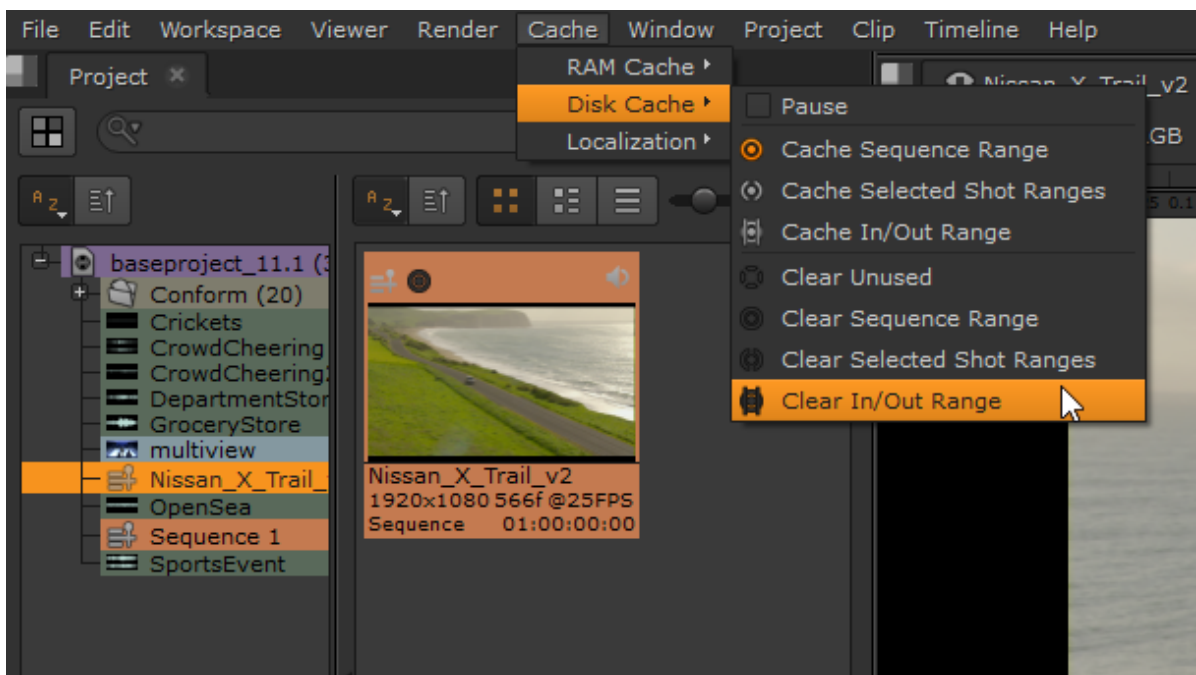 File Edit Workspace Viewer Render Cache Window Project Clip Timeline Help
Project
RAM Cache
Disk Cache
Localization
Pause
Cache Sequence Range
Cache Selected Shot Ranges
Cache In/Out Range
Clear Unused
Clear Sequence Range
Clear Selected Shot Ranges
Clear In/Out Range
Nissan_X_Trail_v2
GB
A Z
A Z
baseproject_11.1 (
Conform (20)
Crickets
CrowdCheering
CrowdCheering
DepartmentStor
GroceryStore
multiview
Nissan_X_Trail_
OpenSea
Sequence 1
SportsEvent
Nissan_X_Trail_v2
1920x1080 566f @25FPS
Sequence 01:00:00:00